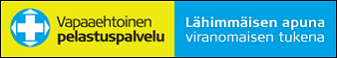 Vapaaehtoinen
pelastuspalvelu
Lähimmäisen apuna
viranomaisen tukena